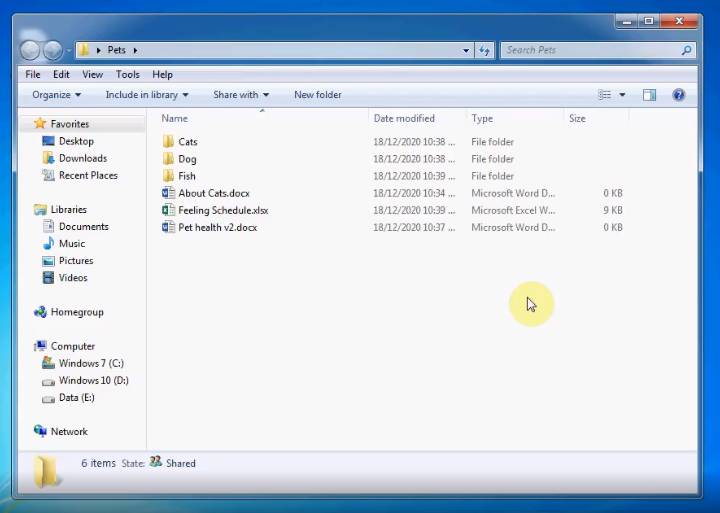 Pets
Search Pets
File Edit View Tools Help
Organize Include in library Share with New folder
Name Date modified Type Size
Favorites
Desktop
Downloads
Recent Places
Libraries
Documents
Music
Pictures
Videos
Homegroup
Computer
Windows 7 (C:)
Windows 10 (D:)
Data (E:)
Network
Cats 18/12/2020 10:38 ... File folder
Dog 18/12/2020 10:38 ... File folder
Fish 18/12/2020 10:39 ... File folder
About Cats.docx 18/12/2020 10:34 ... Microsoft Word D... 0 KB
Feeling Schedule.xlsx 18/12/2020 10:39 ... Microsoft Excel W... 9 KB
Pet health v2.docx 18/12/2020 10:37 ... Microsoft Word D... 0 KB
6 items State: Shared